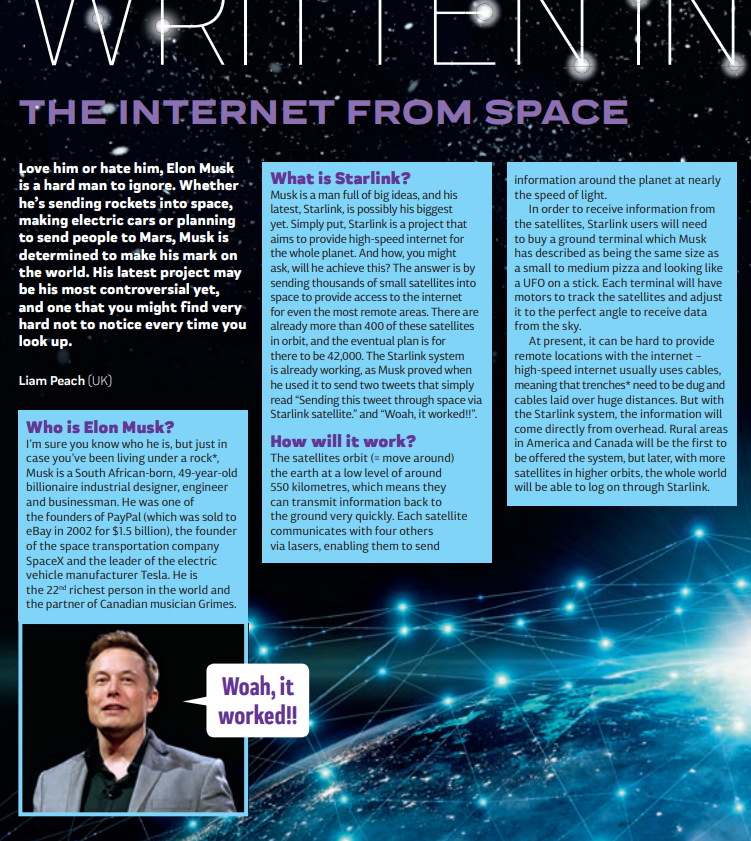 WRITTEN IN
THE INTERNET FROM SPACE
Love him or hate him, Elon Musk
is a hard man to ignore. Whether
he's sending rockets into space,
making electric cars or planning
to send people to Mars, Musk is
determined to make his mark on
the world. His latest project may
be his most controversial yet,
and one that you might find very
hard not to notice every time you
look up.
Liam Peach (UK)
Who is Elon Musk?
I'm sure you know who he is, but just in
case you've been living under a rock*,
Musk is a South African-born, 49-year-old
billionaire industrial designer, engineer
and businessman. He was one of
the founders of PayPal (which was sold to
eBay in 2002 for $1.5 billion), the founder
of the space transportation company
SpaceX and the leader of the electric
vehicle manufacturer Tesla. He is
the 22nd richest person in the world and
the partner of Canadian musician Grimes.
Woah, it
worked!!
What is Starlink?
Musk is a man full of big ideas, and his
latest, Starlink, is possibly his biggest
yet. Simply put, Starlink is a project that
aims to provide high-speed internet for
the whole planet. And how, you might
ask, will he achieve this? The answer is by
sending thousands of small satellites into
space to provide access to the internet
for even the most remote areas. There are
already more than 400 of these satellites
in orbit, and the eventual plan is for
there to be 42,000. The Starlink system
is already working, as Musk proved when
he used it to send two tweets that simply
read "Sending this tweet through space via
Starlink satellite." and "Woah, it worked!!".
How will it work?
The satellites orbit (= move around)
the earth at a low level of around
550 kilometres, which means they
can transmit information back to
the ground very quickly. Each satellite
communicates with four others
via lasers, enabling them to send
information around the planet at nearly
the speed of light.
In order to receive information from
the satellites, Starlink users will need
to buy a ground terminal which Musk
has described as being the same size as
a small to medium pizza and looking like
a UFO on a stick. Each terminal will have
motors to track the satellites and adjust
it to the perfect angle to receive data
from the sky.
At present, it can be hard to provide
remote locations with the internet –
high-speed internet usually uses cables,
meaning that trenches* need to be dug and
cables laid over huge distances. But with
the Starlink system, the information will
come directly from overhead. Rural areas
in America and Canada will be the first to
be offered the system, but later, with more
satellites in higher orbits, the whole world
will be able to log on through Starlink.